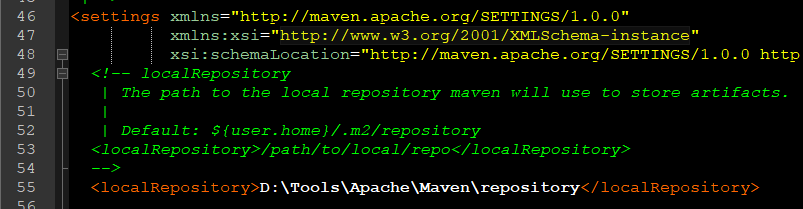 46 <settings xmlns="http://maven.apache.org/SETTINGS/1.0.0"
47 xmlns:xsi="http://www.w3.org/2001/XMLSchema-instance"
48 xsi:schemaLocation="http://maven.apache.org/SETTINGS/1.0.0 http
49 <!-- localRepository
50 | The path to the local repository maven will use to store artifacts.
51 |
52 | Default: ${user.home}/.m2/repository
53 <localRepository>/path/to/local/repo</localRepository>
54 -->
55 <localRepository>D:\Tools\Apache\Maven\repository</localRepository>
56